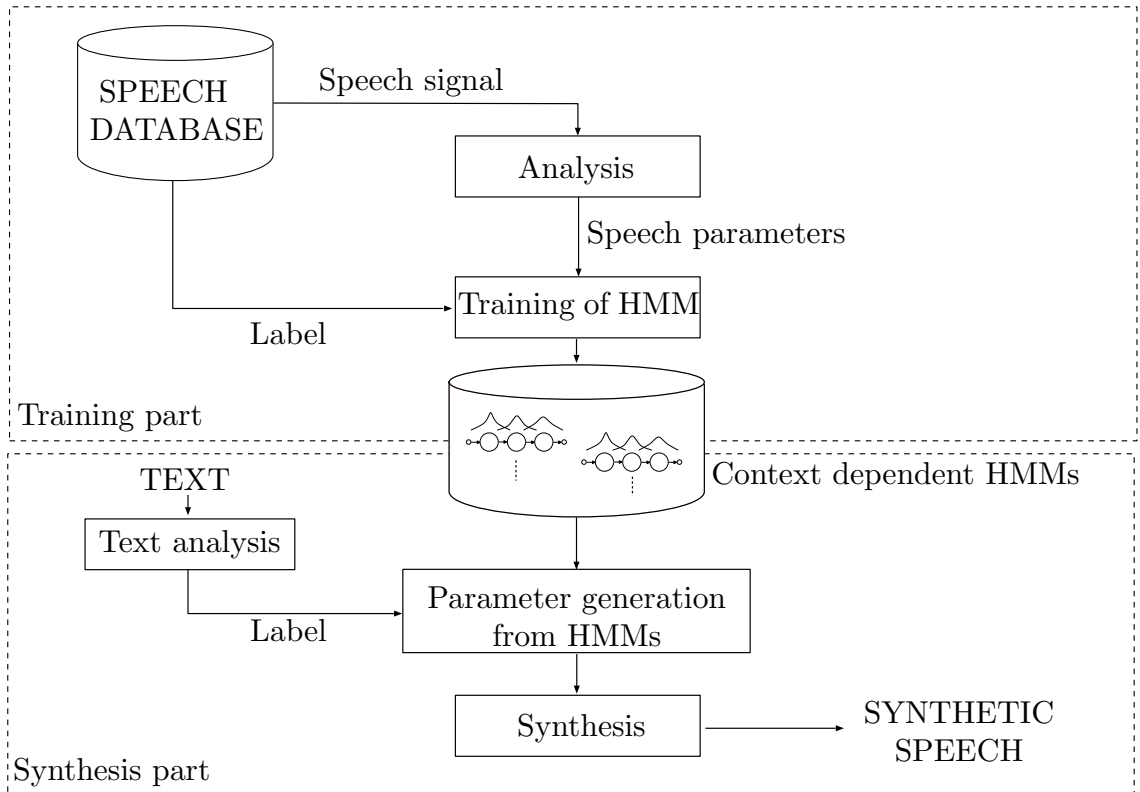 SPEECH
DATABASE
Speech signal
Analysis
Speech parameters
Training of HMM
Label
Training part
Context dependent HMMs
TEXT
Text analysis
Label
Parameter generation
from HMMs
Synthesis
SYNTHETIC
SPEECH
Synthesis part